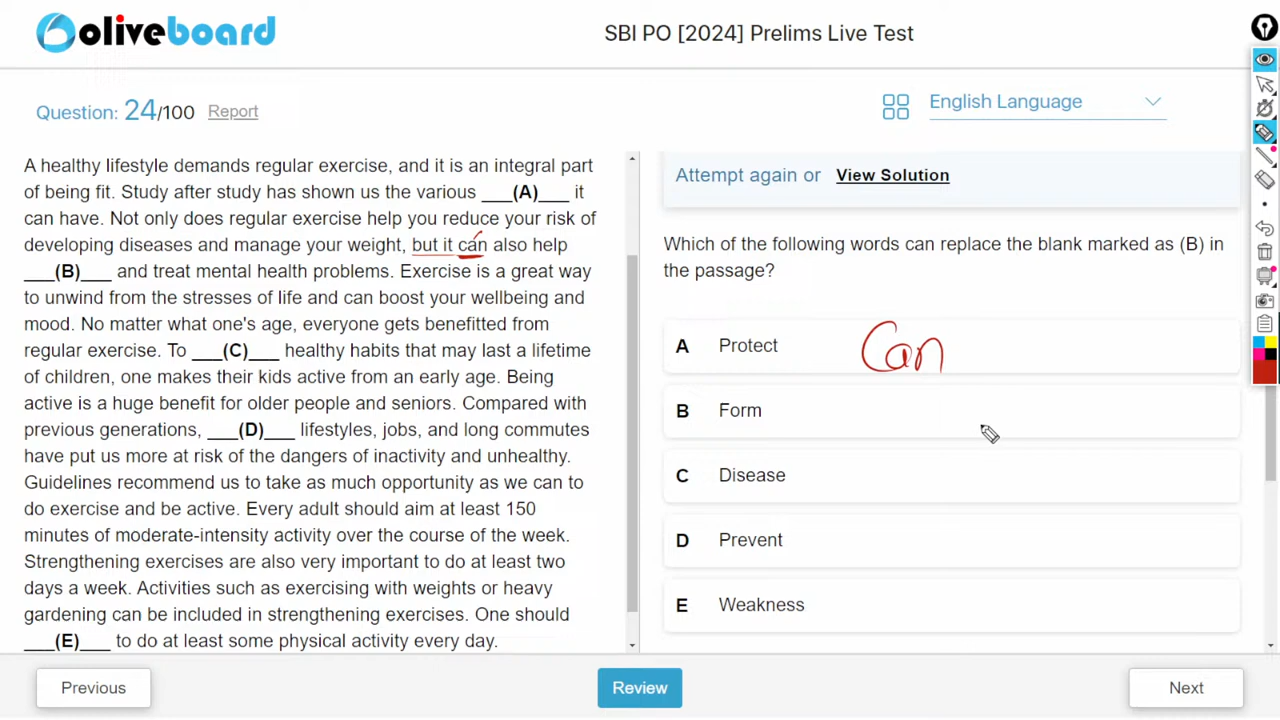 oliveboard
SBI PO [2024] Prelims Live Test
Question: 24/100 Report
English Language
A healthy lifestyle demands regular exercise, and it is an integral part
of being fit. Study after study has shown us the various ___(A)___ it
can have. Not only does regular exercise help you reduce your risk of
developing diseases and manage your weight, but it can also help
___(B)___ and treat mental health problems. Exercise is a great way
to unwind from the stresses of life and can boost your wellbeing and
mood. No matter what one's age, everyone gets benefitted from
regular exercise. To ___(C)___ healthy habits that may last a lifetime
of children, one makes their kids active from an early age. Being
active is a huge benefit for older people and seniors. Compared with
previous generations, ___(D)___ lifestyles, jobs, and long commutes
have put us more at risk of the dangers of inactivity and unhealthy.
Guidelines recommend us to take as much opportunity as we can to
do exercise and be active. Every adult should aim at least 150
minutes of moderate-intensity activity over the course of the week.
Strengthening exercises are also very important to do at least two
days a week. Activities such as exercising with weights or heavy
gardening can be included in strengthening exercises. One should
___(E)___ to do at least some physical activity every day.
Attempt again or View Solution
Which of the following words can replace the blank marked as (B) in
the passage?
A Protect
Can
B Form
C Disease
D Prevent
E Weakness
Previous
Review
Next